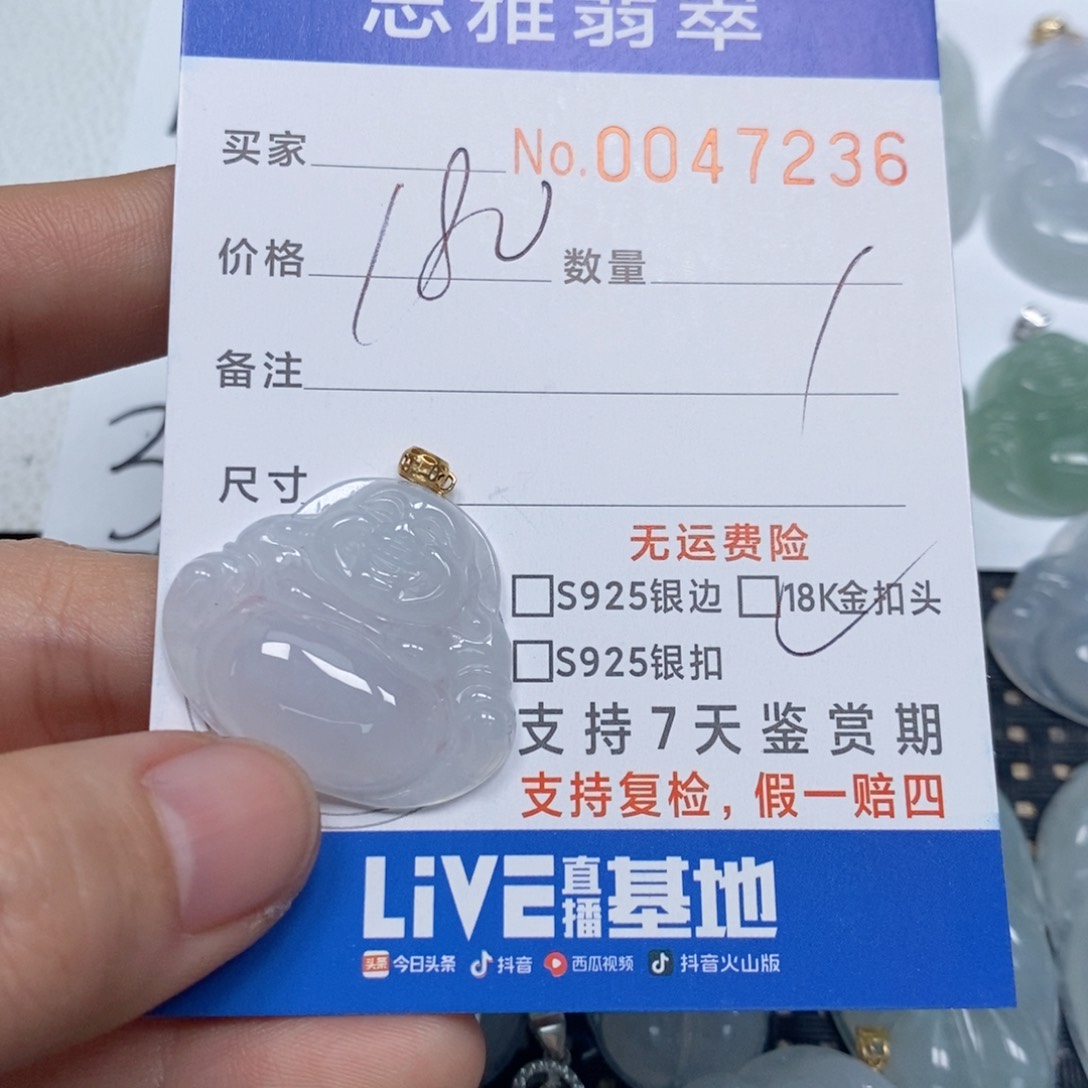 思雅翡翠
买家 No.0047236
价格 180 数量 1
备注
尺寸
无运费险
S925银边 18K金扣头
S925银扣
支持7天鉴赏期
支持复检，假一赔四
LiVE直播基地
头条 今日头条 抖音 西瓜视频 抖音火山版
3